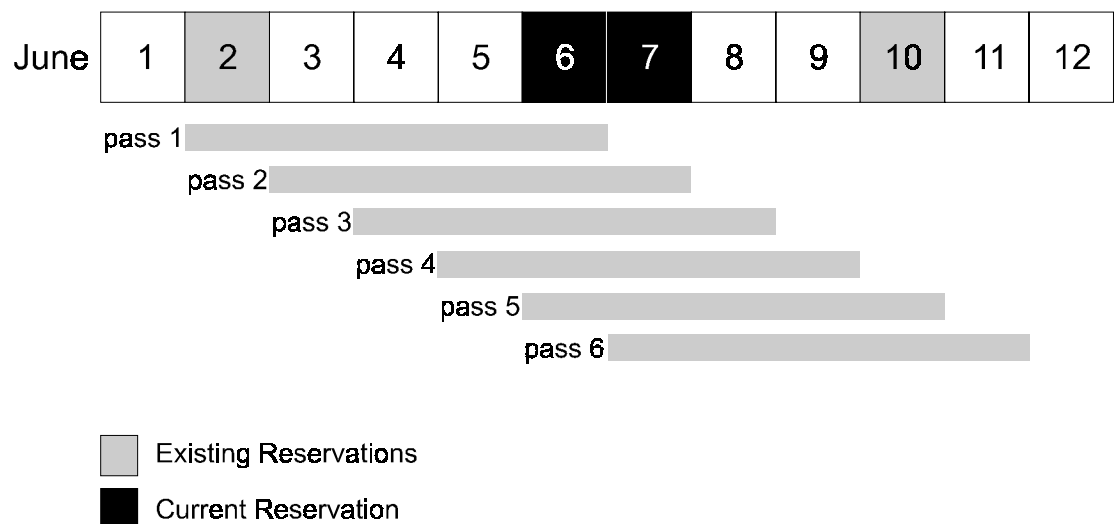 June 1 2 3 4 5 6 7 8 9 10 11 12
pass 1
pass 2
pass 3
pass 4
pass 5
pass 6
Existing Reservations
Current Reservation